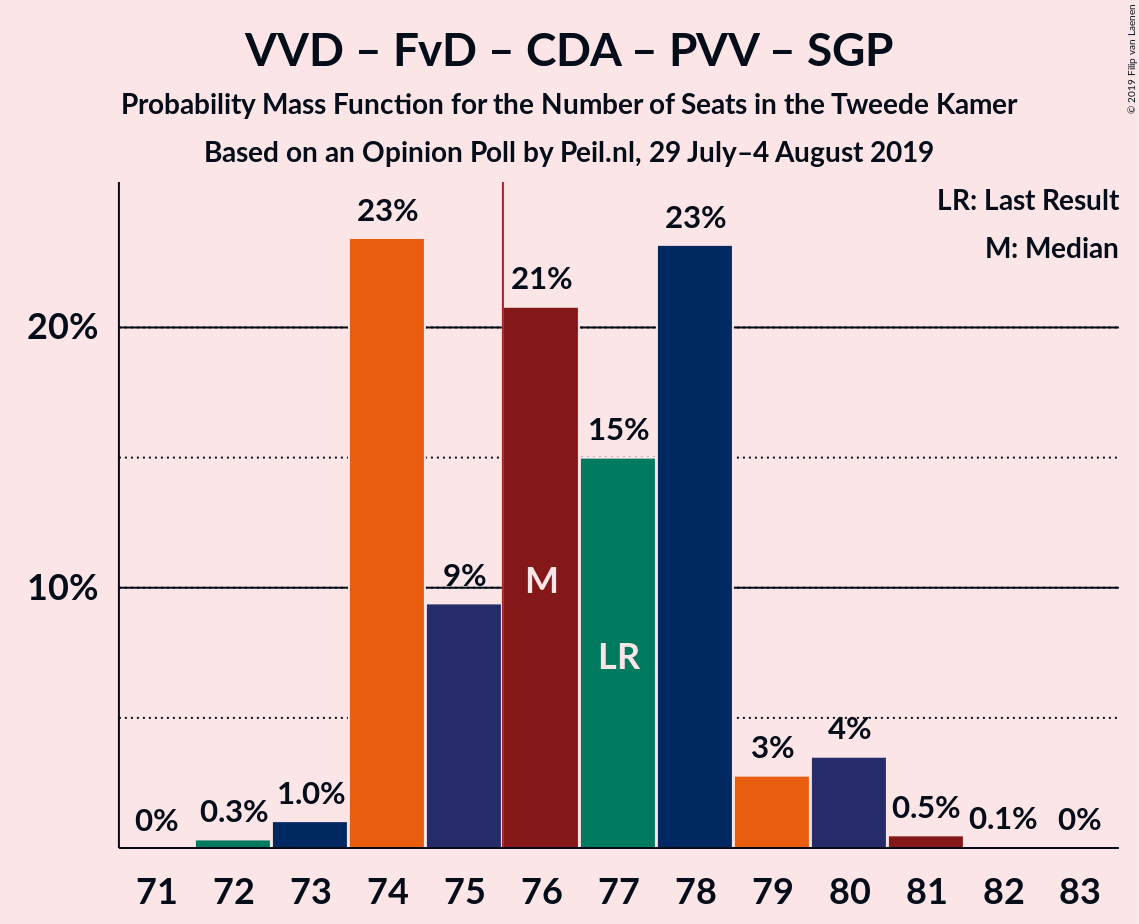 VVD – FvD – CDA – PVV – SGP
Probability Mass Function for the Number of Seats in the Tweede Kamer
Based on an Opinion Poll by Peil.nl, 29 July–4 August 2019
© 2019 Filip van Laenen
LR: Last Result
M: Median
20%
10%
0%
0.3%
1.0%
23%
9%
21%
15%
23%
3%
4%
0.5%
0.1%
0%
M
LR
71 72 73 74 75 76 77 78 79 80 81 82 83